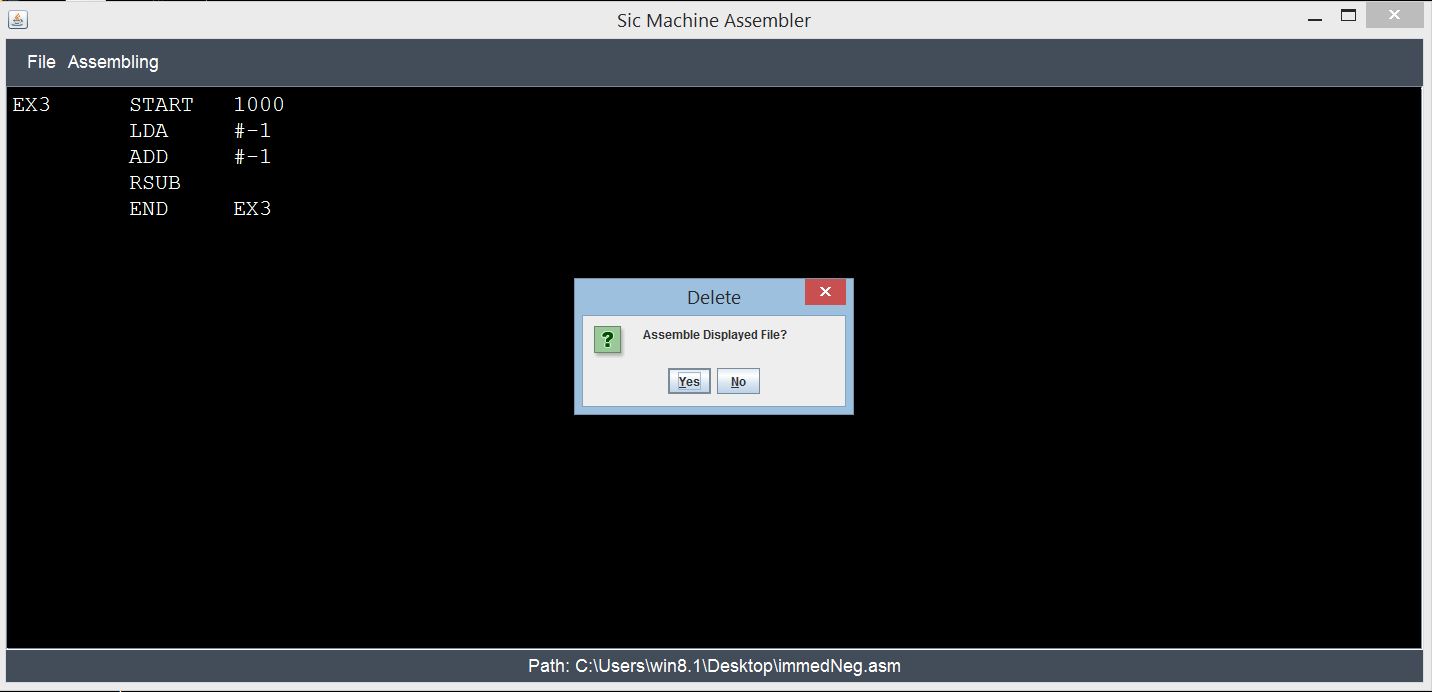 Sic Machine Assembler
File Assembling
EX3 START 1000
LDA #-1
ADD #-1
RSUB
END EX3
Delete
? Assemble Displayed File?
Yes No
Path: C:\Users\win8.1\Desktop\immedNeg.asm